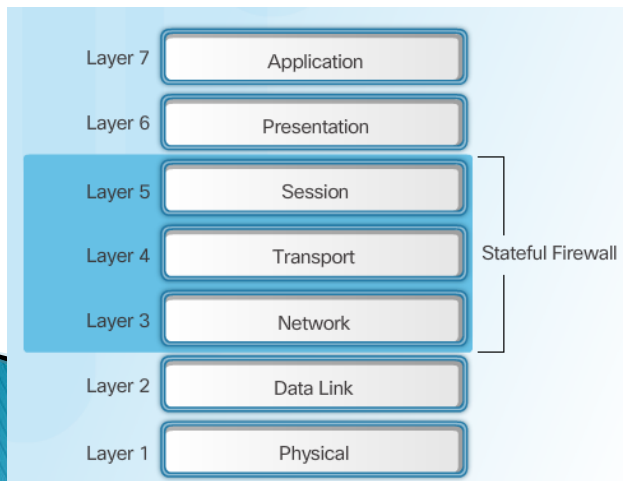 Layer 7 Application
Layer 6 Presentation
Layer 5 Session
Layer 4 Transport Stateful Firewall
Layer 3 Network
Layer 2 Data Link
Layer 1 Physical